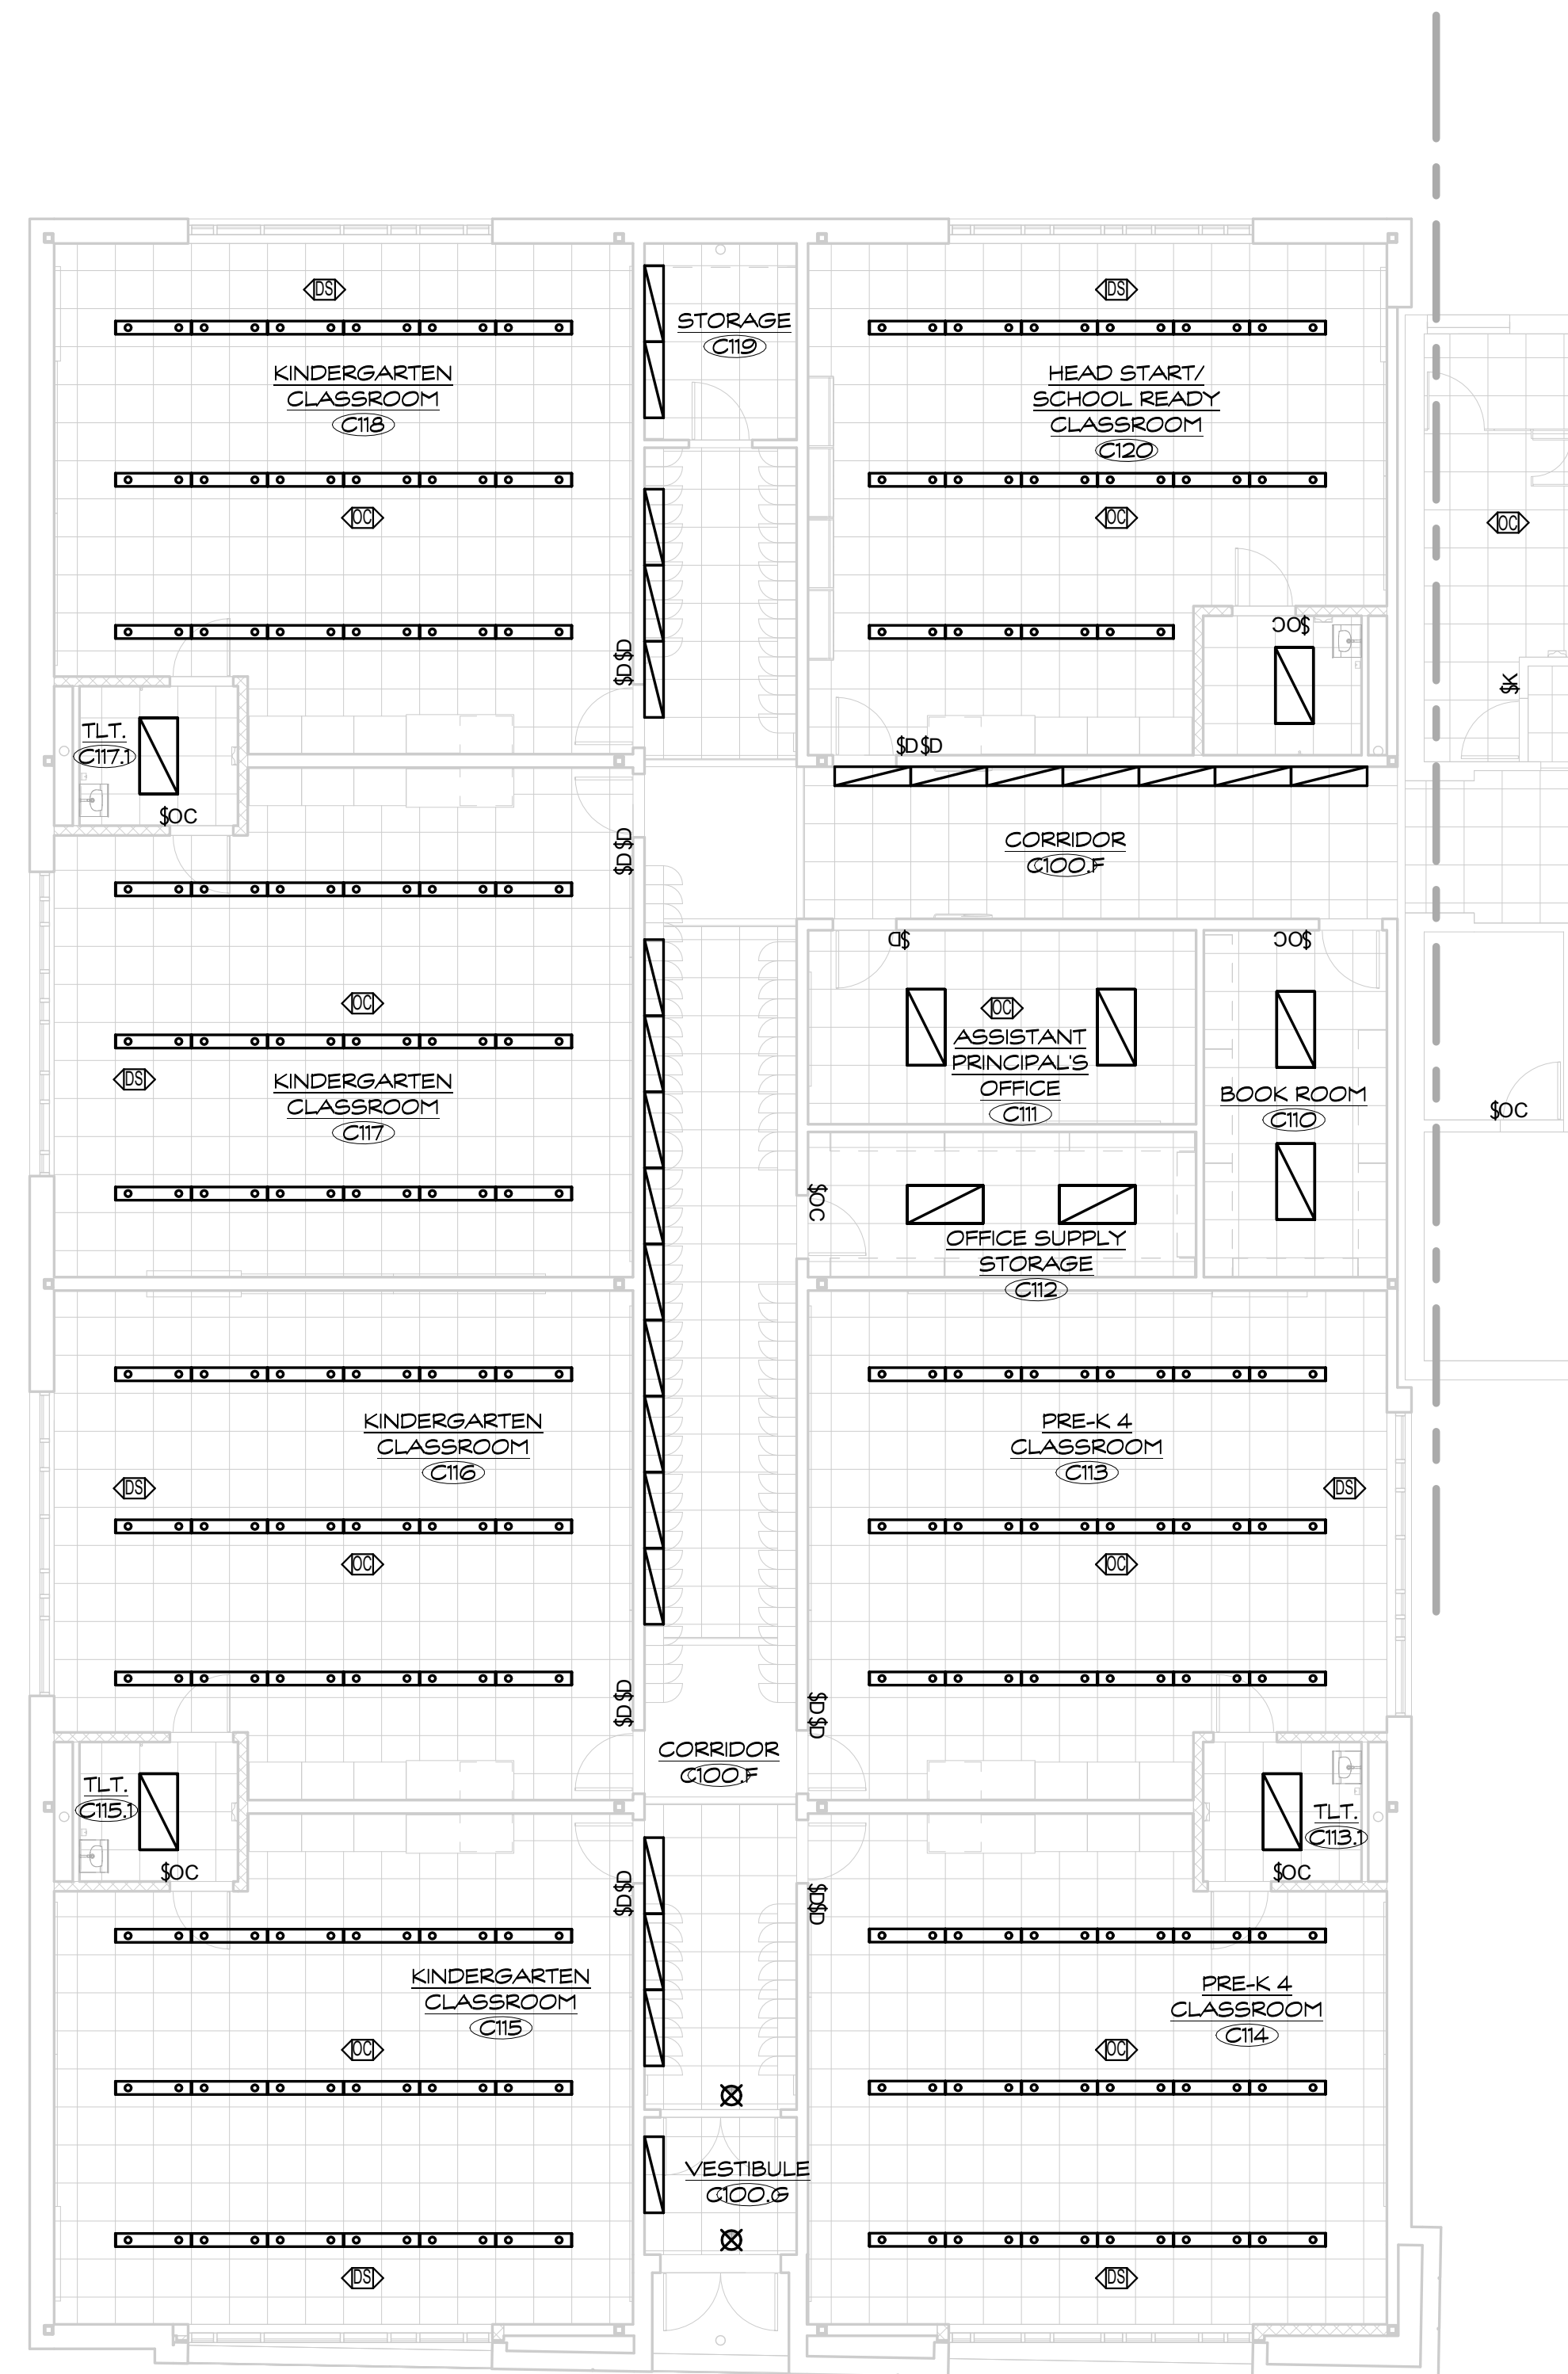 DS
DS
STORAGE
C119
KINDERGARTEN
CLASSROOM
C118
HEAD START/
SCHOOL READY
CLASSROOM
C120
OC
OC
OC
$OC
$D $D
$K
TLT.
C117.1
$D $D
$OC
$D $D
CORRIDOR
C100.F
$D
$OC
OC
OC
ASSISTANT
PRINCIPAL'S
OFFICE
C111
DS
KINDERGARTEN
CLASSROOM
C117
BOOK ROOM
C110
$OC
$OC
OFFICE SUPPLY
STORAGE
C112
KINDERGARTEN
CLASSROOM
C116
PRE-K 4
CLASSROOM
C113
DS
DS
OC
OC
$D $D
$D $D
CORRIDOR
C100.F
TLT.
C115.1
TLT.
C113.1
$OC
$OC
$D $D
$D $D
KINDERGARTEN
CLASSROOM
C115
PRE-K 4
CLASSROOM
C114
OC
OC
VESTIBULE
C100.G
DS
DS